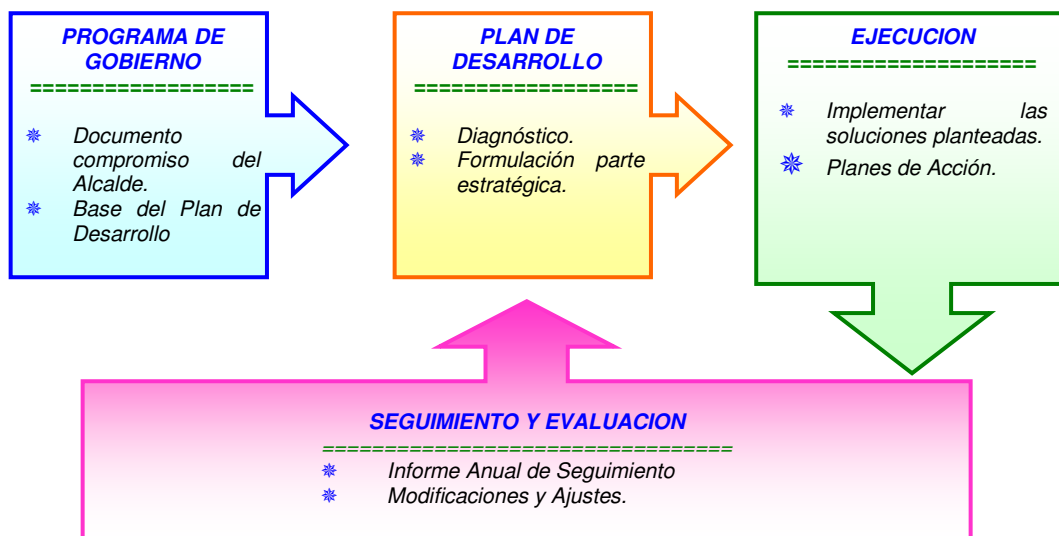 PROGRAMA DE
GOBIERNO
==================
Documento
compromiso del
Alcalde.
Base del Plan de
Desarrollo
PLAN DE
DESARROLLO
==================
Diagnóstico.
Formulación parte
estratégica.
EJECUCION
====================
Implementar las
soluciones planteadas.
Planes de Acción.
SEGUIMIENTO Y EVALUACION
=================================
Informe Anual de Seguimiento
Modificaciones y Ajustes.